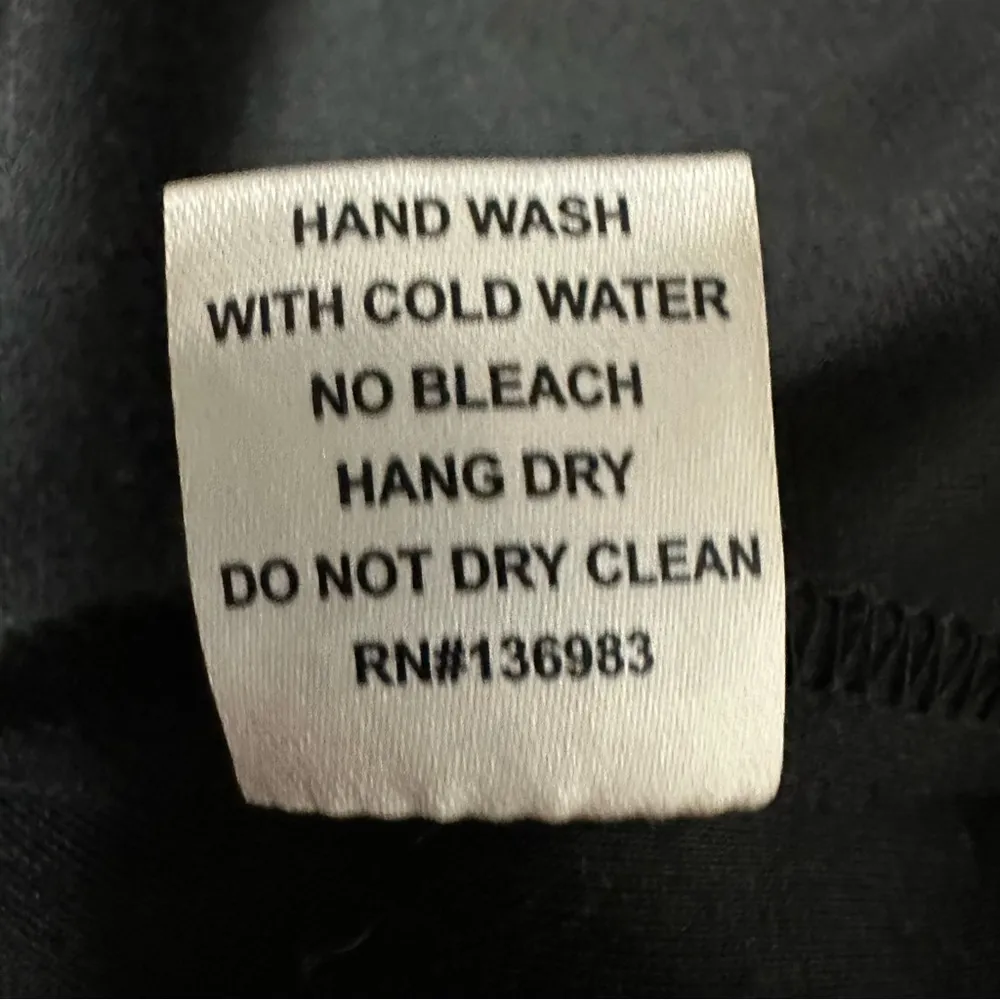 HAND WASH
WITH COLD WATER
NO BLEACH
HANG DRY
DO NOT DRY CLEAN
RN#136983